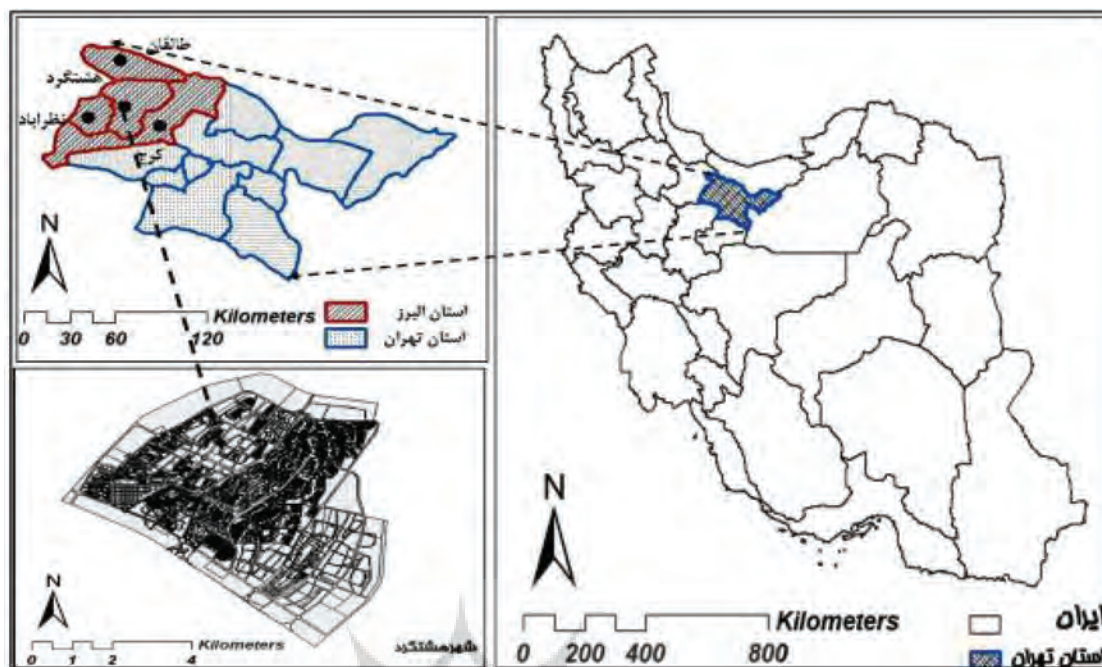 طالقان
هشتگرد
نظراباد
کرج
N
Kilometers
0 30 60 120
استان البرز
استان تهران
N
Kilometers
0 1 2 4
شهرهشتگرد
N
Kilometers
0 200 400 800
ایران
استان تهران